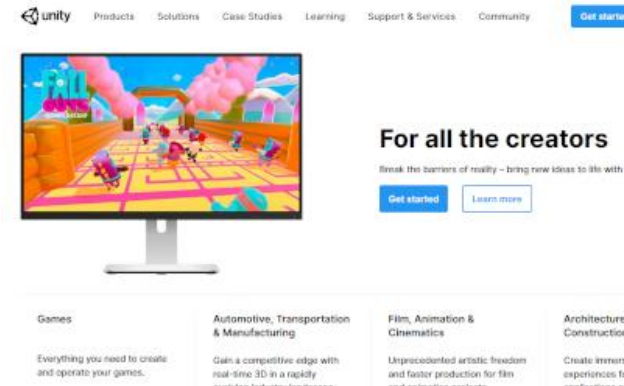 unity
Products Solutions Case Studies Learning Support & Services Community
Get starte
FALL
GUYS
For all the creators
Break the barriers of reality – bring new ideas to life with
Get started Learn more
Games
Everything you need to create
and operate your games.
Automotive, Transportation
& Manufacturing
Gain a competitive edge with
real-time 3D in a rapidly
Film, Animation &
Cinematics
Unprecedented artistic freedom
and faster production for film
Architecture
Construction
Create immers
experiences fo